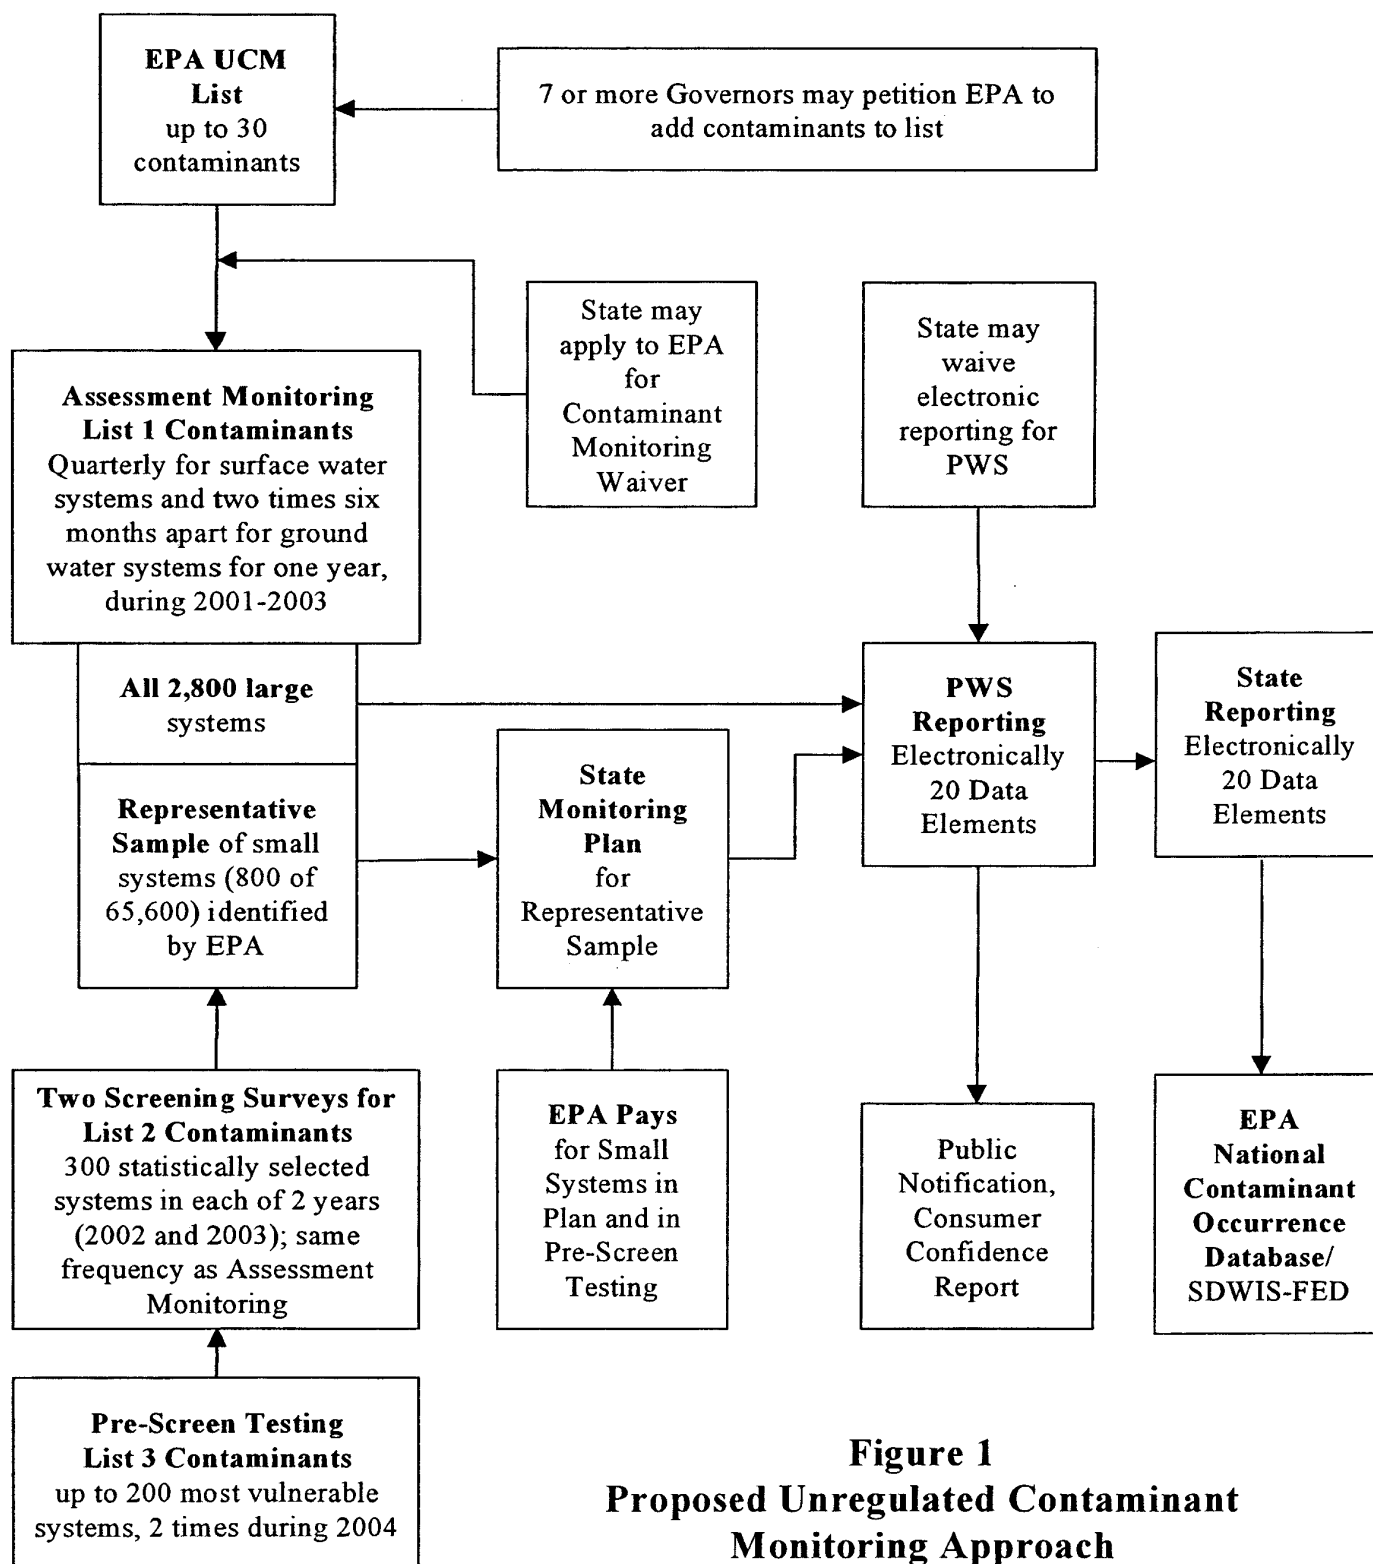 EPA UCM
List
up to 30
contaminants
7 or more Governors may petition EPA to
add contaminants to list
State may
apply to EPA
for
Contaminant
Monitoring
Waiver
State may
waive
electronic
reporting for
PWS
Assessment Monitoring
List 1 Contaminants
Quarterly for surface water
systems and two times six
months apart for ground
water systems for one year,
during 2001-2003
All 2,800 large
systems
Representative
Sample of small
systems (800 of
65,600) identified
by EPA
State
Monitoring
Plan
for
Representative
Sample
PWS
Reporting
Electronically
20 Data
Elements
State
Reporting
Electronically
20 Data
Elements
Two Screening Surveys for
List 2 Contaminants
300 statistically selected
systems in each of 2 years
(2002 and 2003); same
frequency as Assessment
Monitoring
EPA Pays
for Small
Systems in
Plan and in
Pre-Screen
Testing
Public
Notification,
Consumer
Confidence
Report
EPA
National
Contaminant
Occurrence
Database/
SDWIS-FED
Pre-Screen Testing
List 3 Contaminants
up to 200 most vulnerable
systems, 2 times during 2004
Figure 1
Proposed Unregulated Contaminant
Monitoring Approach